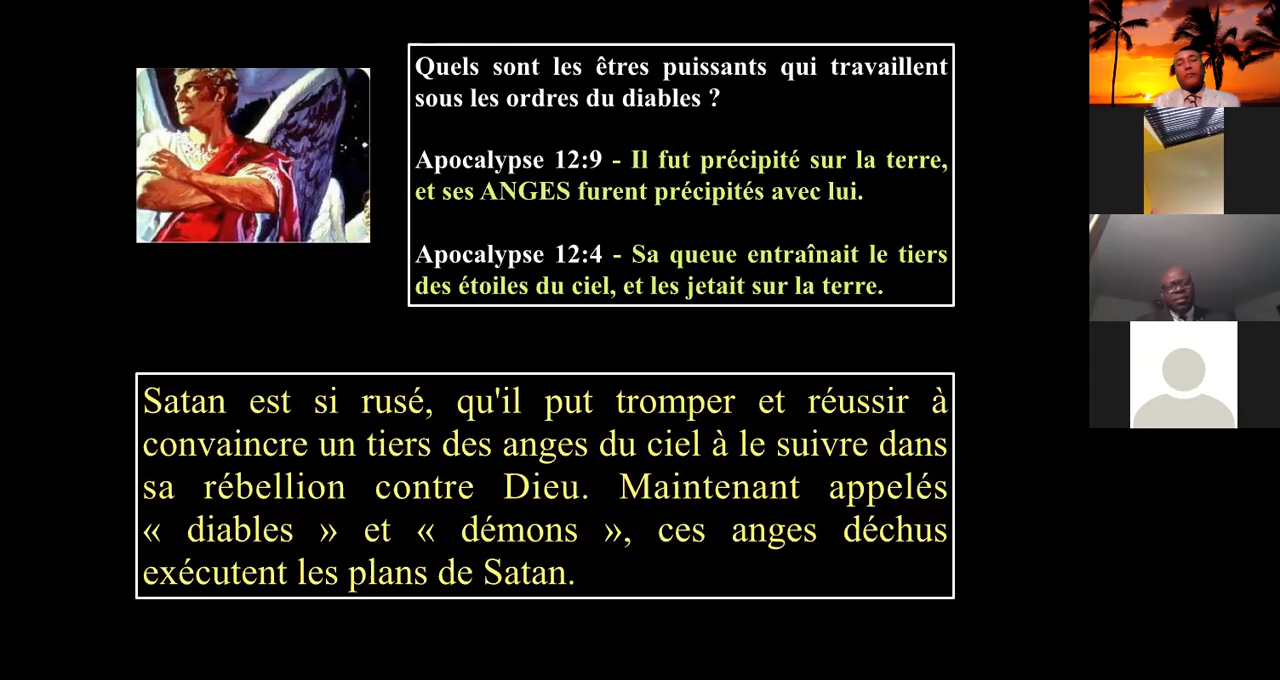 Quels sont les êtres puissants qui travaillent
sous les ordres du diables ?
Apocalypse 12:9 - Il fut précipité sur la terre,
et ses ANGES furent précipités avec lui.
Apocalypse 12:4 - Sa queue entraînait le tiers
des étoiles du ciel, et les jetait sur la terre.
Satan est si rusé, qu'il put tromper et réussir à
convaincre un tiers des anges du ciel à le suivre dans
sa rébellion contre Dieu. Maintenant appelés
« diables » et « démons », ces anges déchus
exécutent les plans de Satan.